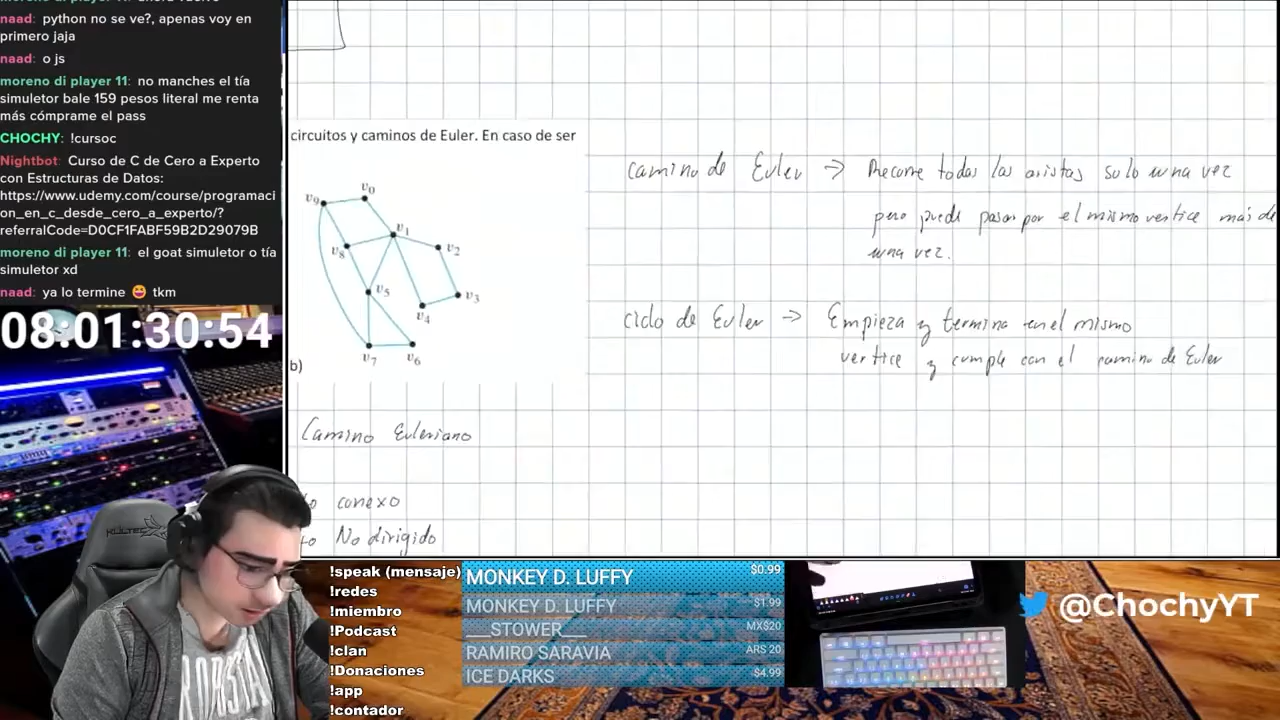 naad: python no se ve?, apenas voy en
primero jaja
naad: o js
moreno di player 11: no manches el tía
simuletor bale 159 pesos literal me renta
más cómprame el pass
CHOCHY: !cursoc
Nightbot: Curso de C de Cero a Experto
con Estructuras de Datos:
https://www.udemy.com/course/programaci
on_en_c_desde_cero_a_experto/?
referralCode=D0CF1FABF59B2D29079B
moreno di player 11: el goat simuletor o tía
simuletor xd
naad: ya lo termine 😄 tkm
08:01:30:54
circuitos y caminos de Euler. En caso de ser
v0
v9
v1
v8
v2
v5
v3
v4
v7
v6
b)
camino de Euler → Recorre todas las aristas solo una vez
pero puede pasar por el mismo vertice más de
una vez.
ciclo de Euler → Empieza y termina en el mismo
vertice y cumple con el camino de Euler
Camino Euleriano
conexo
No dirigido
!speak (mensaje)
!redes
!miembro
!Podcast
!clan
!Donaciones
!app
!contador
MONKEY D. LUFFY $0.99
MONKEY D. LUFFY $1.99
___STOWER___ MX$20
RAMIRO SARAVIA ARS 20
ICE DARKS $4.99
@ChochyYT